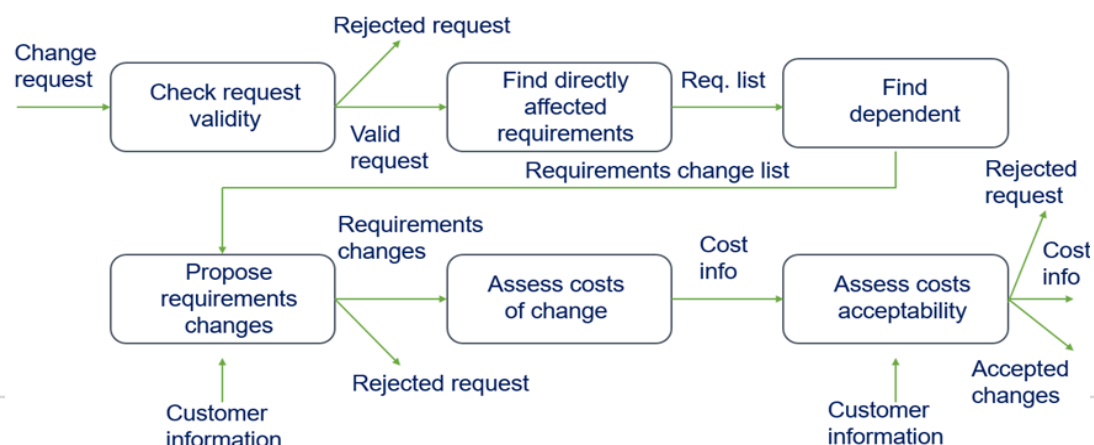 Rejected request
Change
request
Check request
validity
Find directly
affected
requirements
Req. list
Find
dependent
Valid
request
Requirements change list
Rejected
request
Requirements
changes
Cost
info
Cost
info
Propose
requirements
changes
Assess costs
of change
Assess costs
acceptability
Rejected request
Accepted
changes
Customer
information
Customer
information